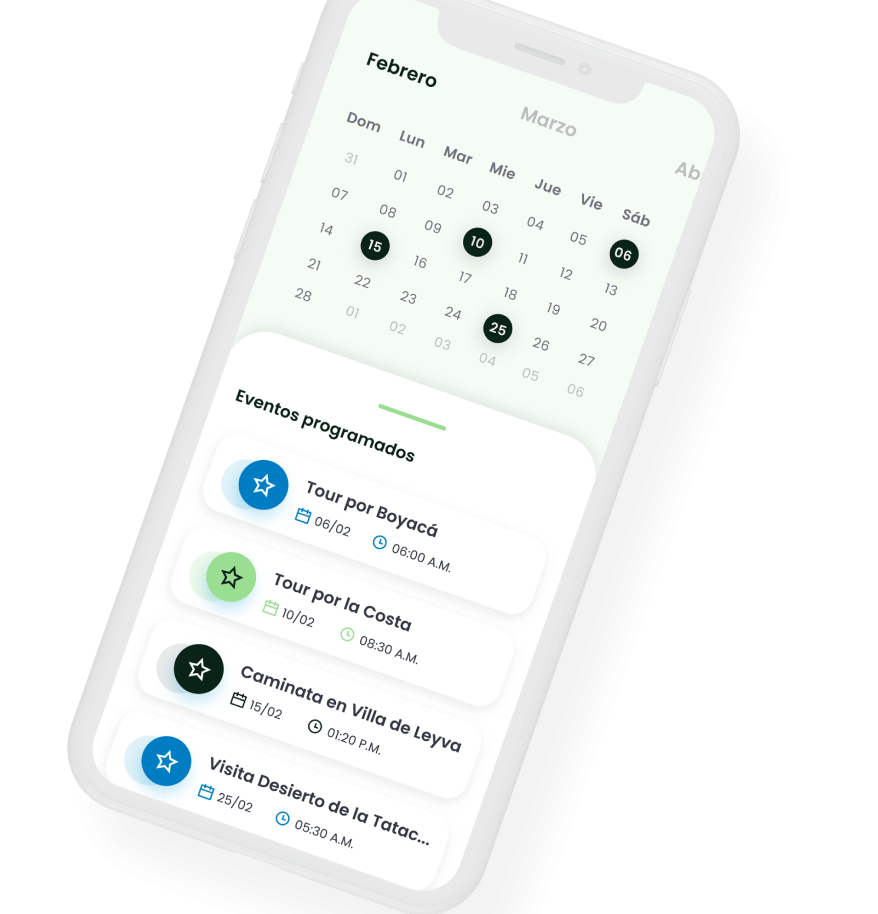 Febrero
Marzo
Ab
Dom Lun Mar Mie Jue Vie Sáb
31 01 02 03 04 05 06
07 08 09 10 11 12 13
14 15 16 17 18 19 20
21 22 23 24 25 26 27
28 01 02 03 04 05 06
Eventos programados
Tour por Boyacá
06/02 06:00 A.M.
Tour por la Costa
10/02 08:30 A.M.
Caminata en Villa de Leyva
15/02 01:20 P.M.
Visita Desierto de la Tatac...
25/02 05:30 A.M.